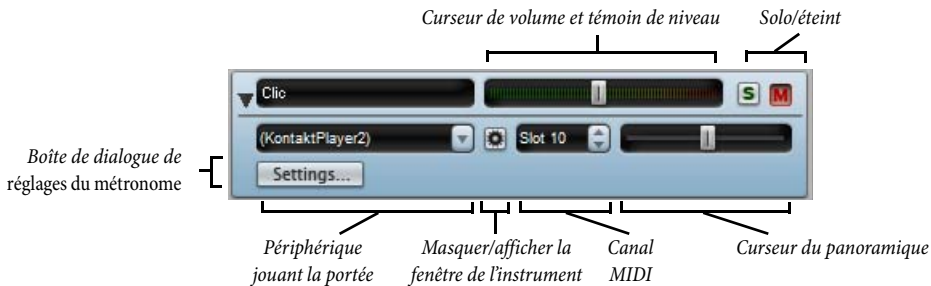 Curseur de volume et témoin de niveau
Solo/éteint
Clic
S
M
(KontaktPlayer2)
Slot 10
Settings...
Boîte de dialogue de
réglages du métronome
Périphérique
jouant la portée
Masquer/afficher la
fenêtre de l'instrument
Canal
MIDI
Curseur du panoramique